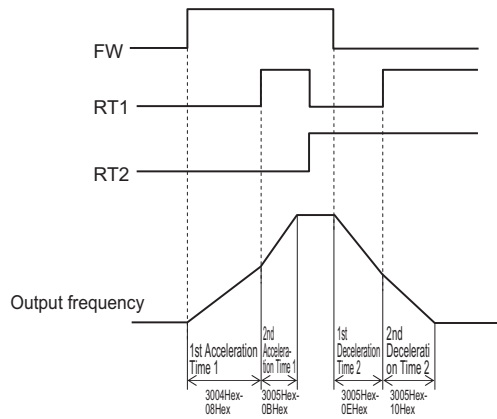 FW
RT1
RT2
Output frequency
1st Acceleration
Time 1
2nd
Accelera-
tion Time 1
1st
Deceleration
Time 2
2nd
Decelerati
on Time 2
3004Hex-
08Hex
3005Hex-
0BHex
3005Hex-
0EHex
3005Hex-
10Hex